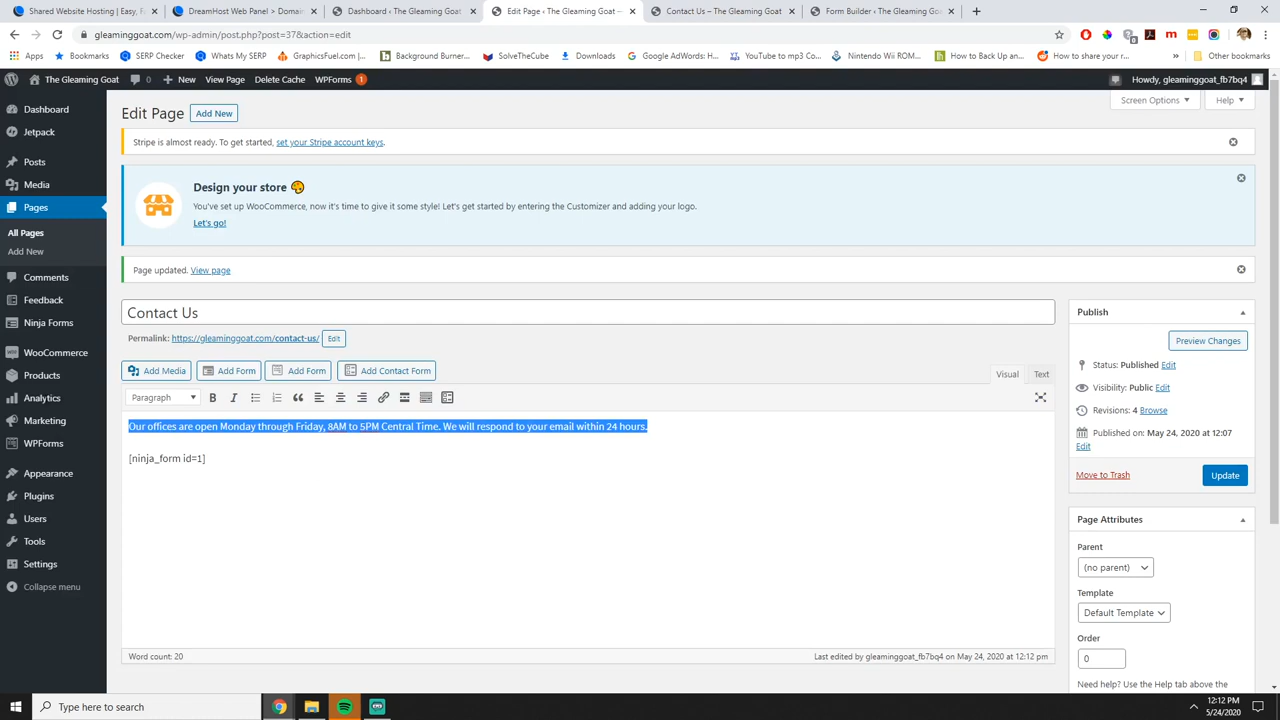 Shared Website Hosting | Easy, F
DreamHost Web Panel > Domain
Dashboard ‹ The Gleaming Goat
Edit Page ‹ The Gleaming Goat —
Contact Us – The Gleaming Goat
Form Builder ‹ The Gleaming Goat
gleaminggoat.com/wp-admin/post.php?post=37&action=edit
Apps
Bookmarks
SERP Checker
Whats My SERP
GraphicsFuel.com -...
Background Burner...
SolveTheCube
Downloads
Google AdWords: K...
YouTube to mp3 Co...
Nintendo Wii ROM...
How to Back Up an...
How to share your r...
»
Other bookmarks
The Gleaming Goat
0
New
View Page
Delete Cache
WPForms 1
Howdy, gleaminggoat_fb7bq4
Dashboard
Jetpack
Posts
Media
Pages
All Pages
Add New
Comments
Feedback
Ninja Forms
WooCommerce
Products
Analytics
Marketing
WPForms
Appearance
Plugins
Users
Tools
Settings
Collapse menu
Edit Page
Add New
Screen Options
Help
Stripe is almost ready. To get started, set your Stripe account keys.
Design your store
You've set up WooCommerce, now it's time to give it some style! Let's get started by entering the Customizer and adding your logo.
Let's go!
Page updated. View page
Contact Us
Permalink: https://gleaminggoat.com/contact-us/ Edit
Add Media
Add Form
Add Form
Add Contact Form
Visual
Text
Paragraph
B
I
Our offices are open Monday through Friday, 8AM to 5PM Central Time. We will respond to your email within 24 hours.
[ninja_form id=1]
Word count: 20
Last edited by gleaminggoat_fb7bq4 on May 24, 2020 at 12:12 pm
Publish
Preview Changes
Status: Published Edit
Visibility: Public Edit
Revisions: 4 Browse
Published on: May 24, 2020 at 12:07
Edit
Move to Trash
Update
Page Attributes
Parent
(no parent)
Template
Default Template
Order
0
Need help? Use the Help tab above the
Type here to search
12:12 PM
5/24/2020